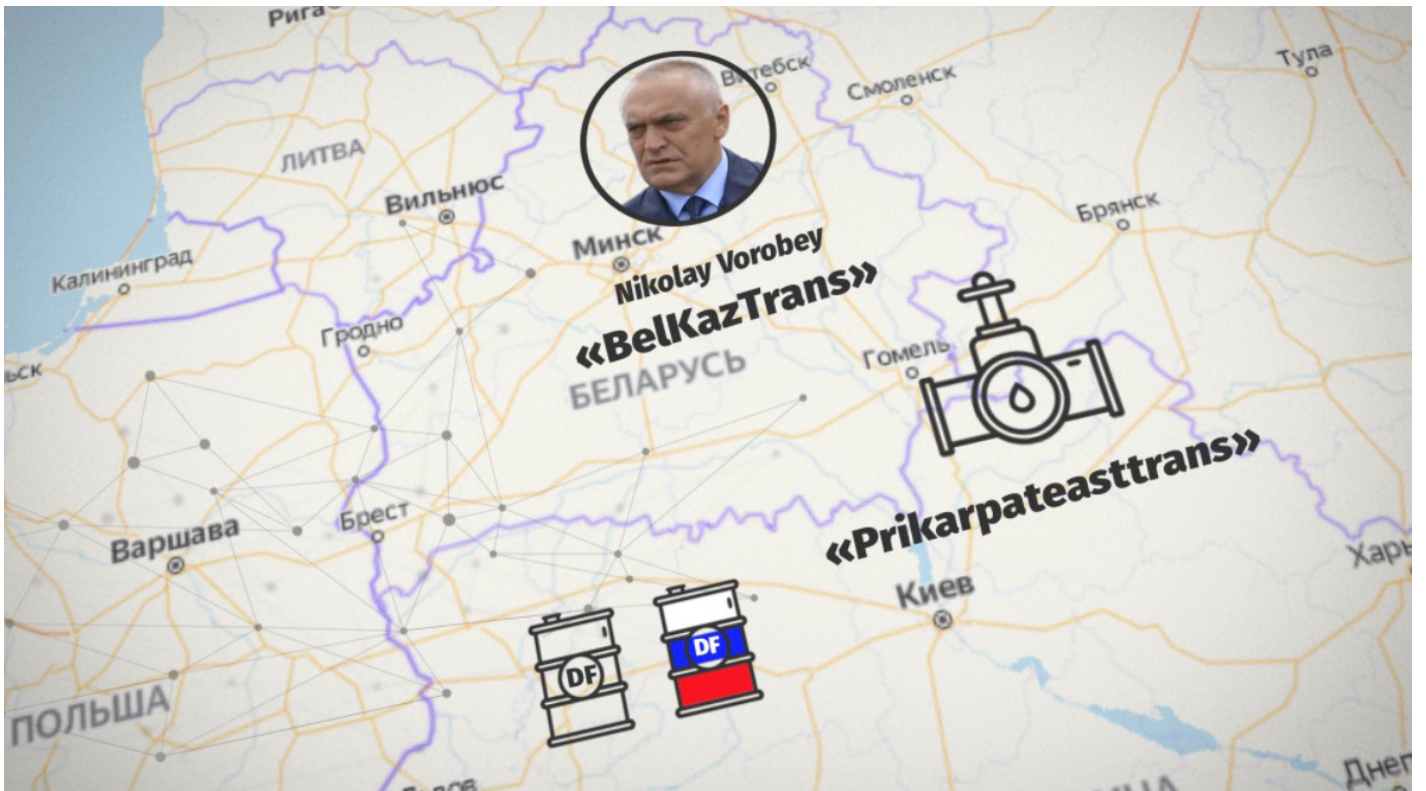 Рига
Тула
Витебск
Смоленск
ЛИТВА
Вильнюс
Брянск
Минск
Nikolay Vorobey
Калининград
«BelKazTrans»
Гродно
Гомель
БЕЛАРУСЬ
«Prikarpateasttrans»
Брест
Варшава
Киев
DF
DF
ПОЛЬША